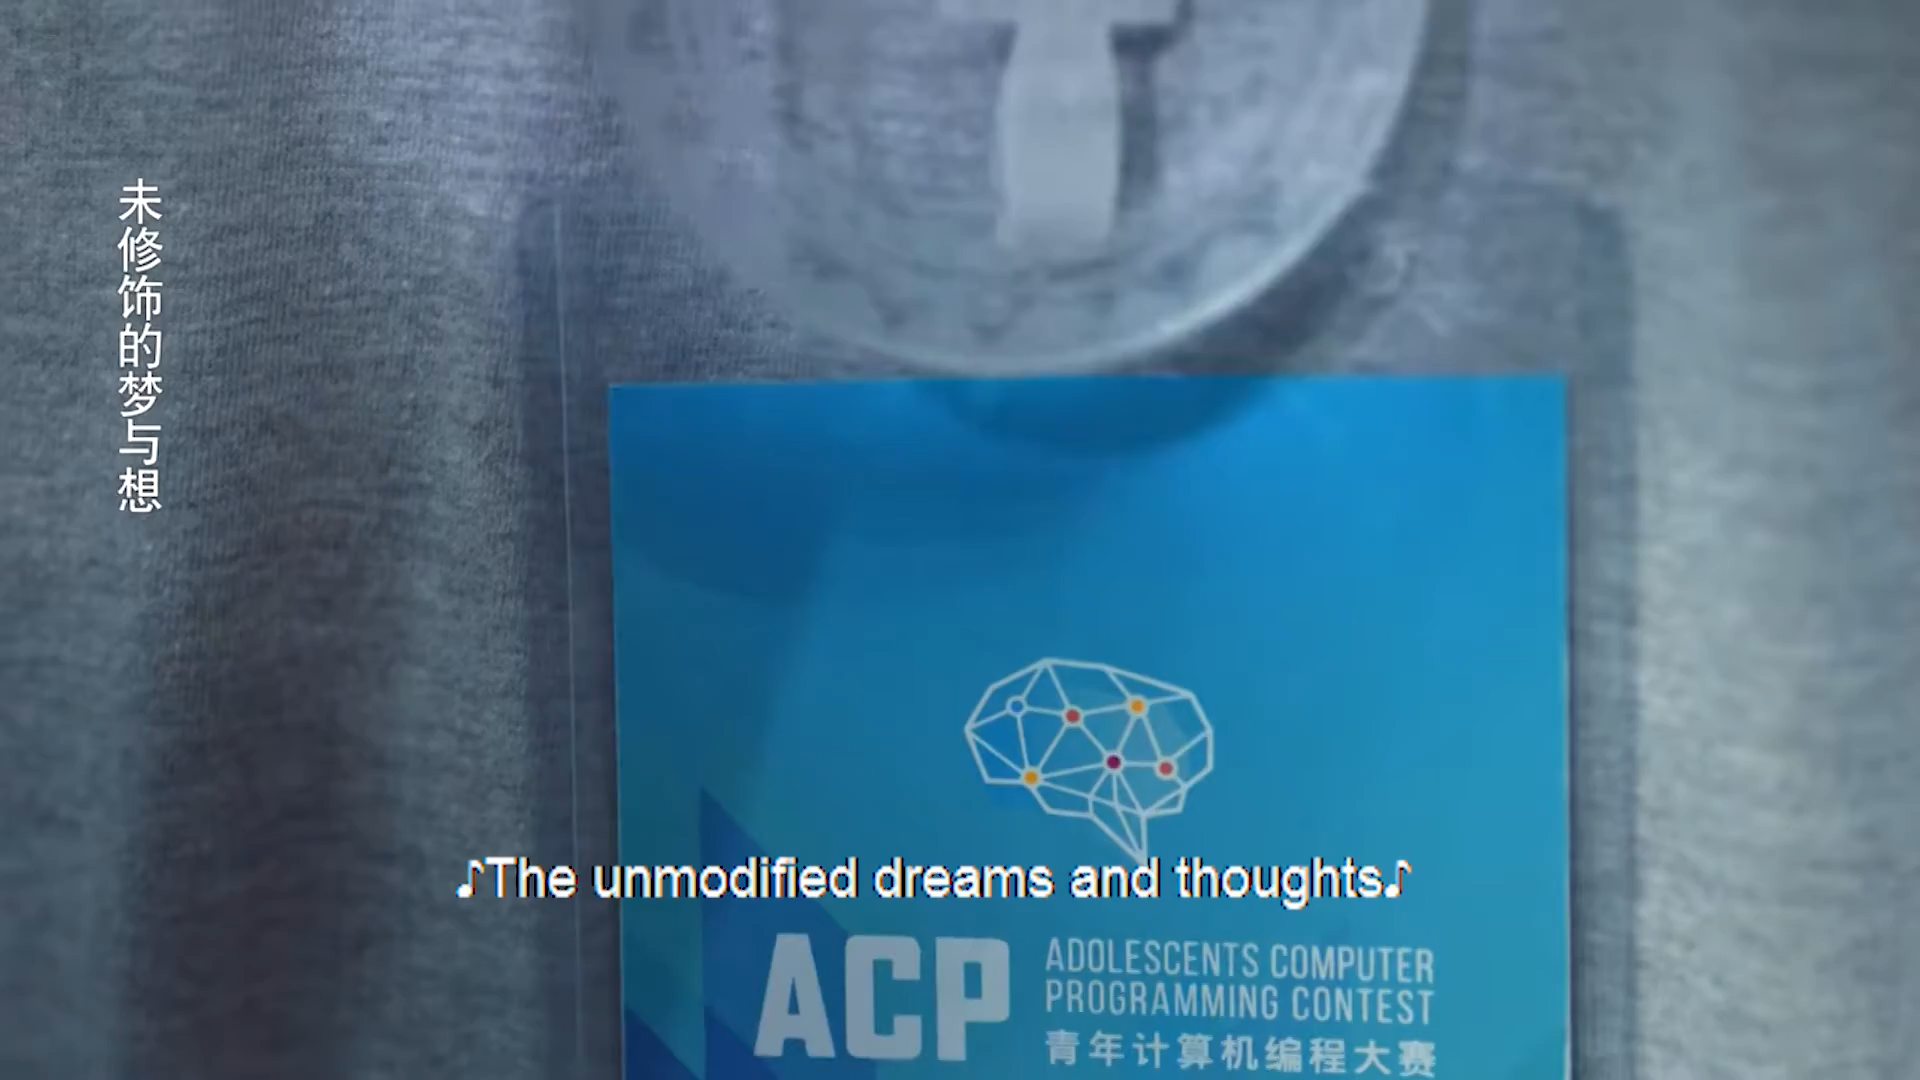 未修饰的梦与想
♪The unmodified dreams and thoughts♪
ACP
ADOLESCENTS COMPUTER
PROGRAMMING CONTEST
青年计算机编程大赛